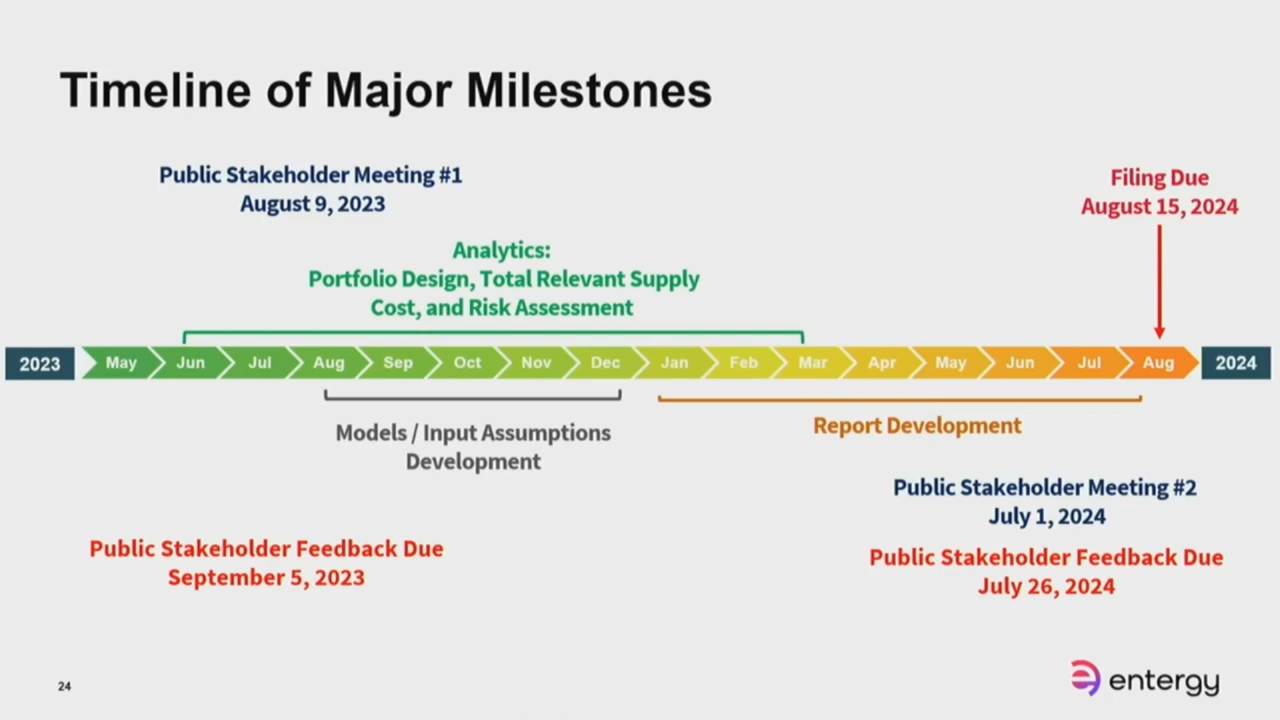 Timeline of Major Milestones
Public Stakeholder Meeting #1
August 9, 2023
Filing Due
August 15, 2024
Analytics:
Portfolio Design, Total Relevant Supply
Cost, and Risk Assessment
2023 May Jun Jul Aug Sep Oct Nov Dec Jan Feb Mar Apr May Jun Jul Aug 2024
Models / Input Assumptions
Development
Report Development
Public Stakeholder Meeting #2
July 1, 2024
Public Stakeholder Feedback Due
September 5, 2023
Public Stakeholder Feedback Due
July 26, 2024
24
entergy